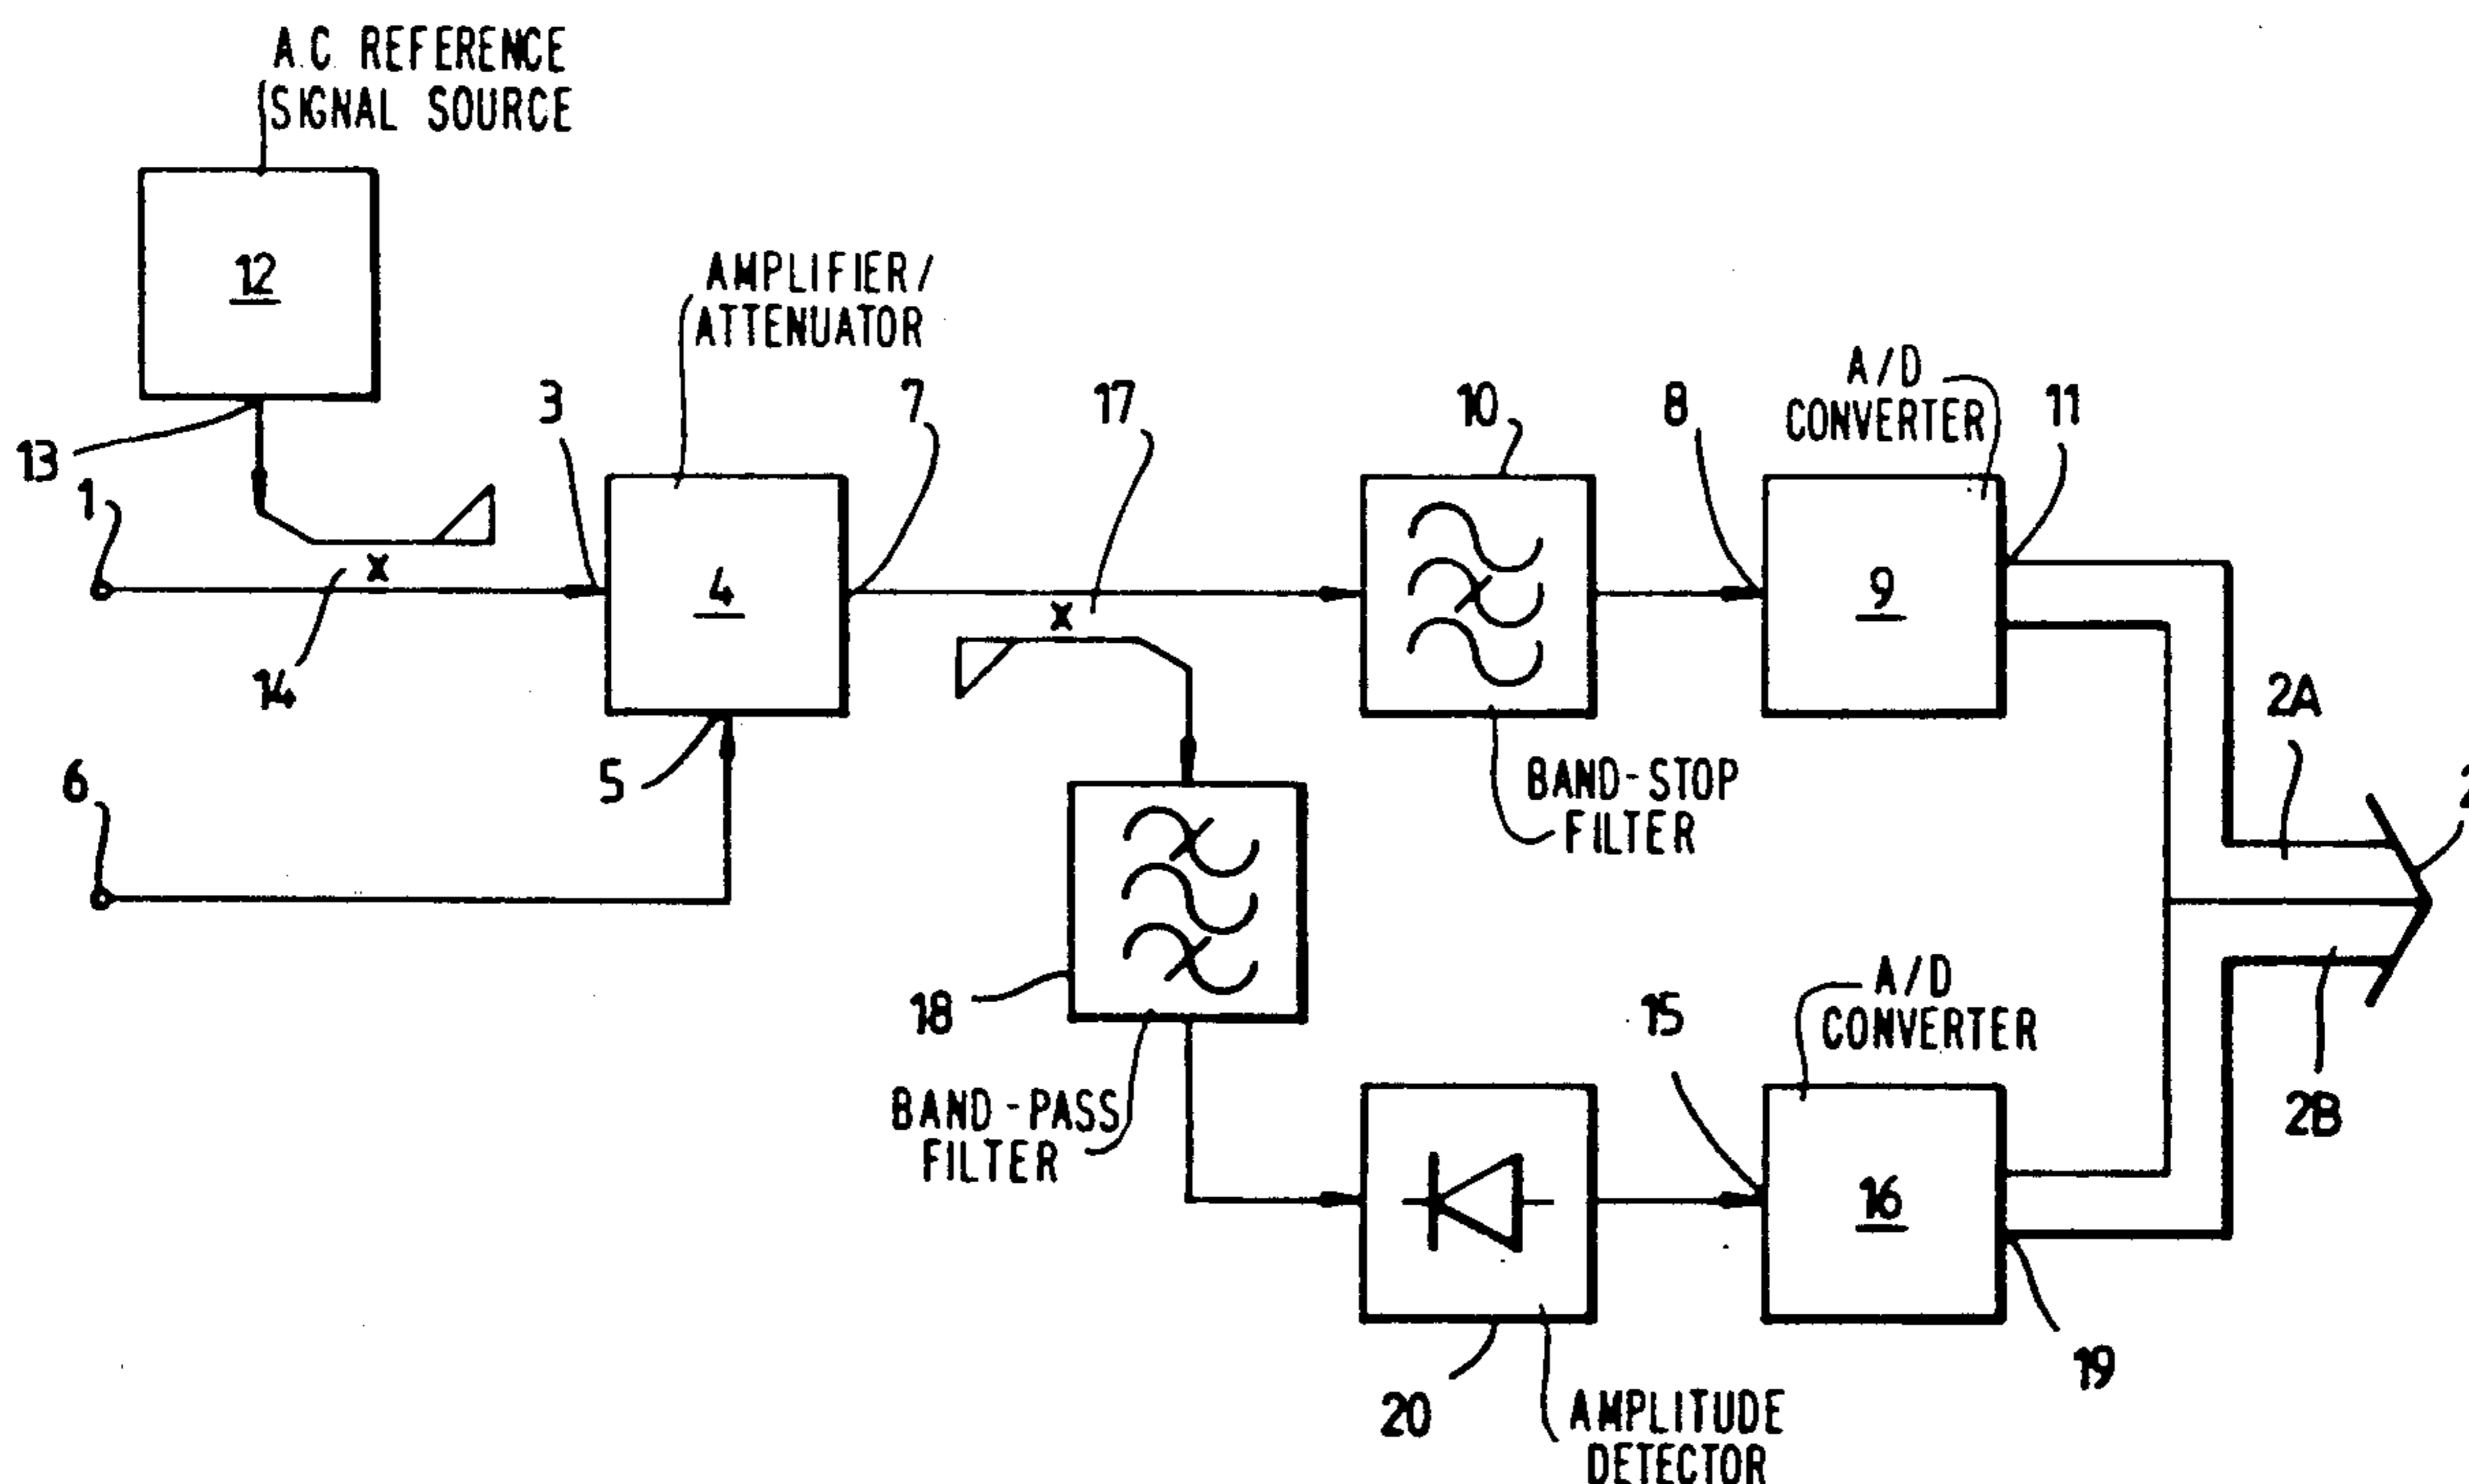 A.C REFERENCE
SIGNAL SOURCE
12
13
1
3
AMPLIFIER/
ATTENUATOR
7
17
10
8
A/D
CONVERTER
11
4
9
14
5
6
BAND-STOP
FILTER
2A
2
18
BAND-PASS
FILTER
15
A/D
CONVERTER
2B
16
19
20
AMPLITUDE
DETECTOR